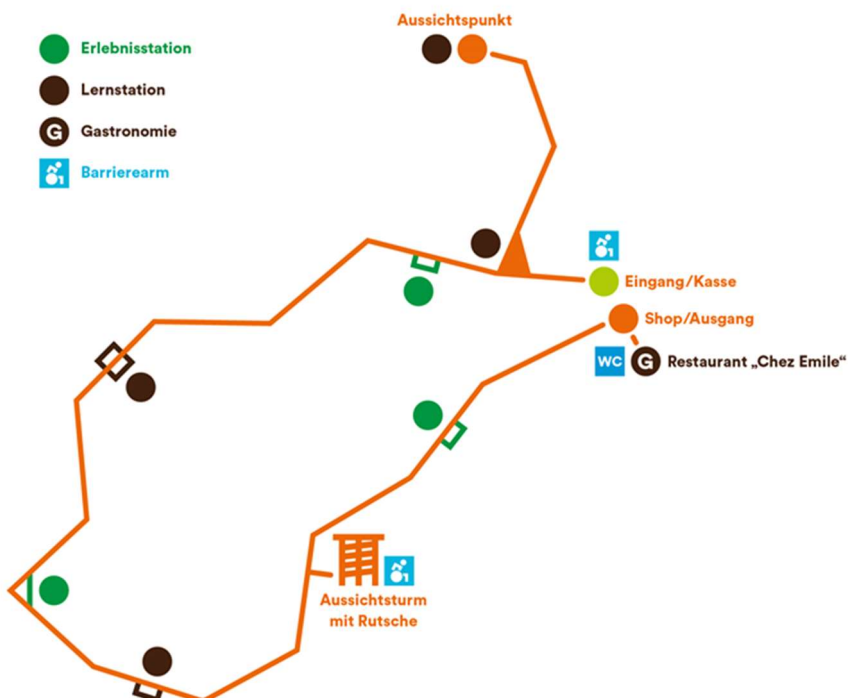 Aussichtspunkt
Erlebnisstation
Lernstation
G Gastronomie
Barrierearm
Eingang/Kasse
Shop/Ausgang
WC G Restaurant „Chez Emile“
Aussichtsturm
mit Rutsche